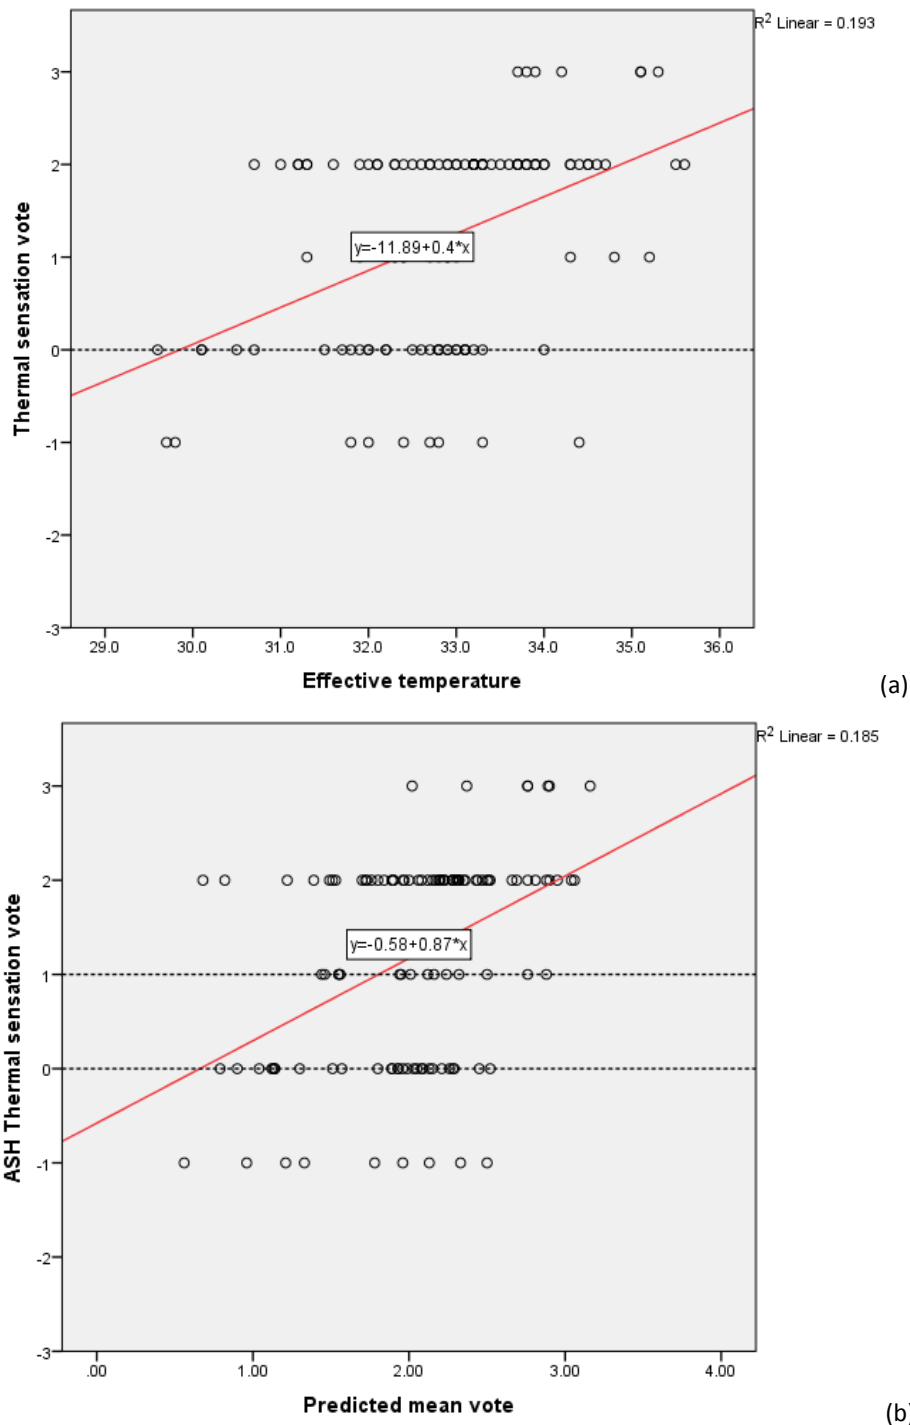 R2 Linear = 0.193
3
2
1
0
-1
-2
-3
Thermal sensation vote
y=-11.89+0.4*x
29.0 30.0 31.0 32.0 33.0 34.0 35.0 36.0
Effective temperature
(a)
R2 Linear = 0.185
3
2
1
0
-1
-2
-3
ASH Thermal sensation vote
y=-0.58+0.87*x
.00 1.00 2.00 3.00 4.00
Predicted mean vote
(b)